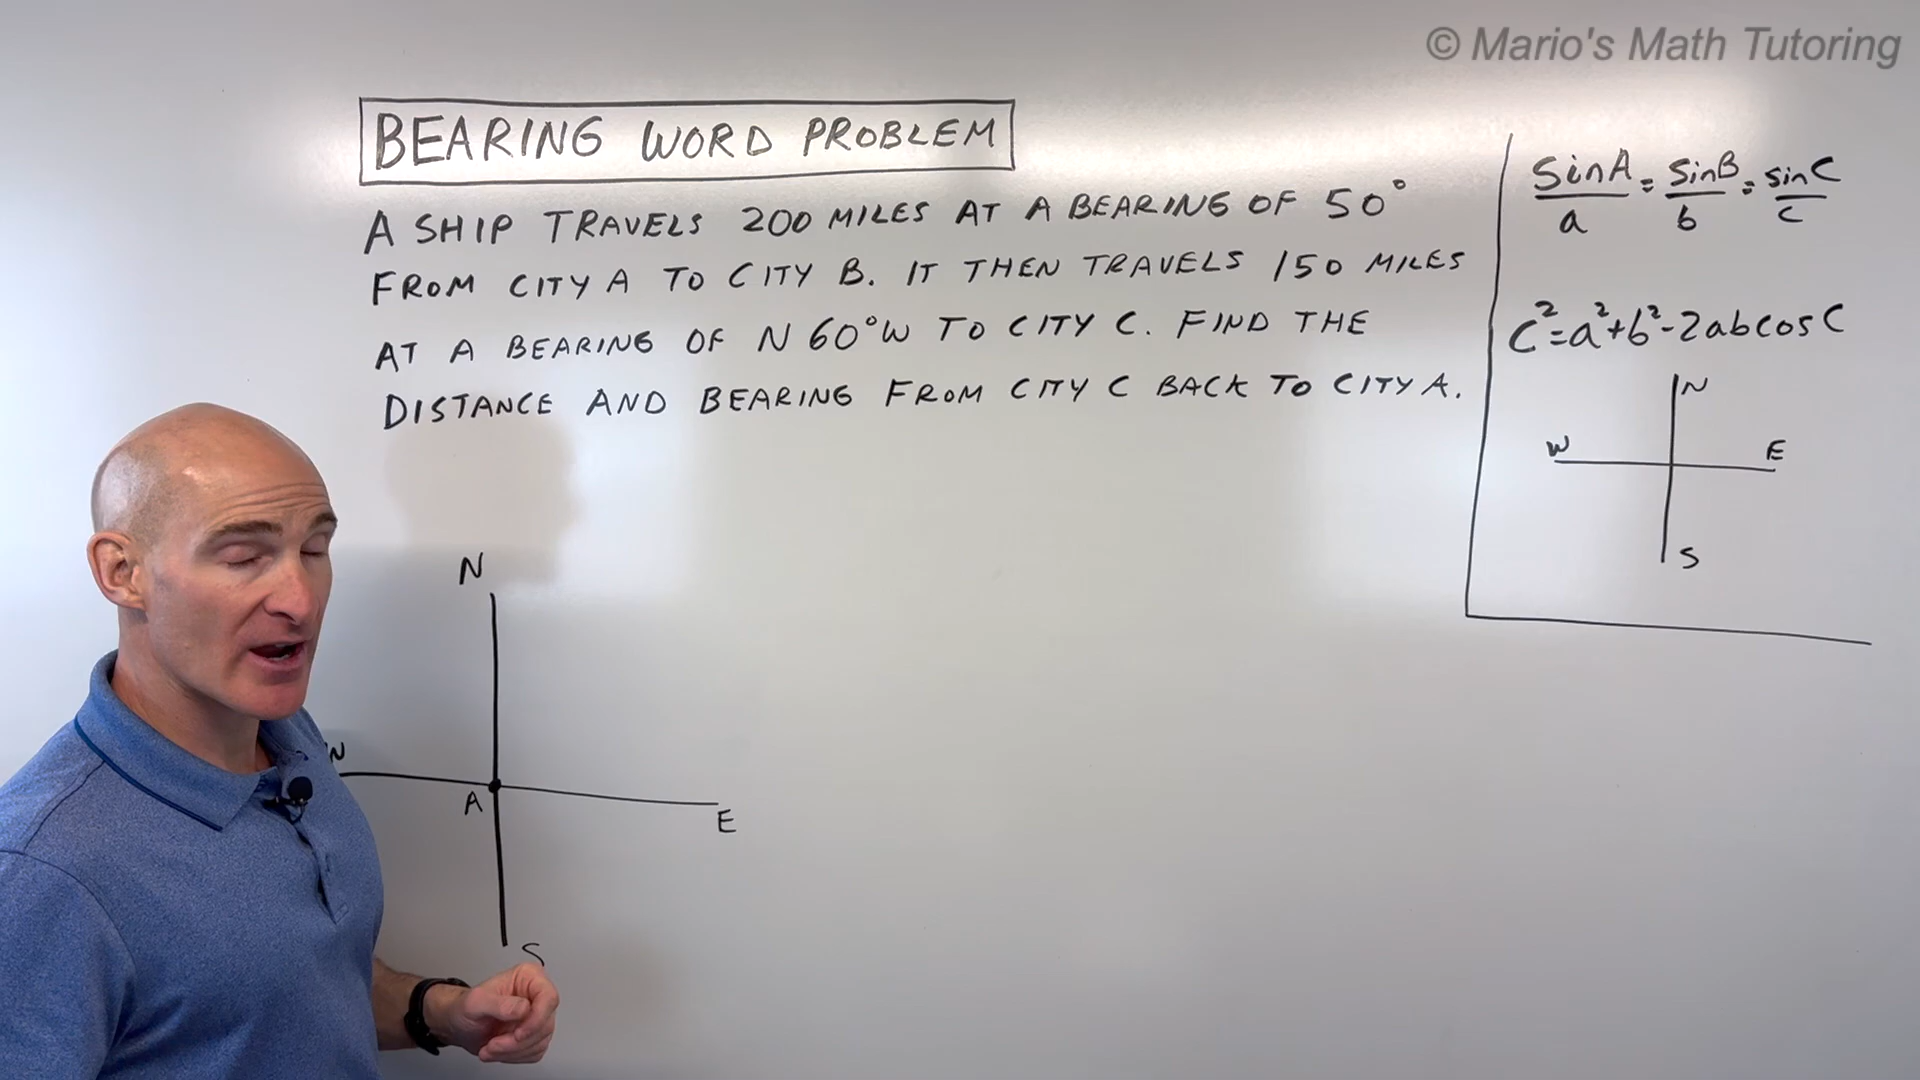 © Mario's Math Tutoring
BEARING WORD PROBLEM
A SHIP TRAVELS 200 MILES AT A BEARING OF 50°
FROM CITY A TO CITY B. IT THEN TRAVELS 150 MILES
AT A BEARING OF N 60°W TO CITY C. FIND THE
DISTANCE AND BEARING FROM CITY C BACK TO CITY A.
sinA/a = sinB/b = sinC/c
c²=a²+b²-2abcosC
N
W E
S
N
W
A
E
S